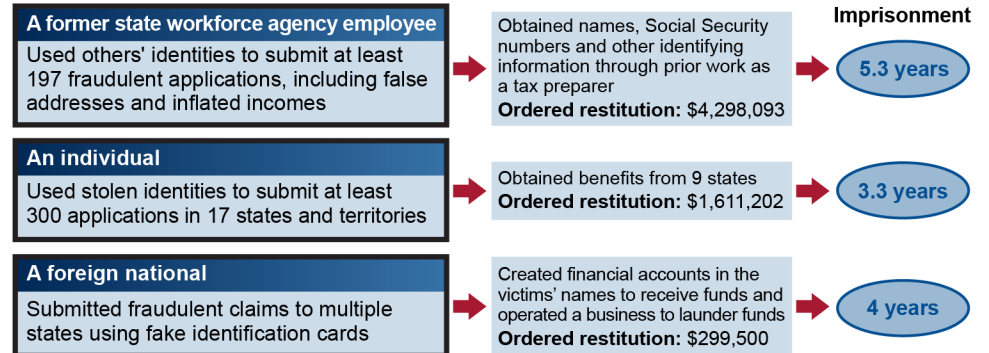 Imprisonment
A former state workforce agency employee
Used others' identities to submit at least
197 fraudulent applications, including false
addresses and inflated incomes
Obtained names, Social Security
numbers and other identifying
information through prior work as
a tax preparer
Ordered restitution: $4,298,093
5.3 years
An individual
Used stolen identities to submit at least
300 applications in 17 states and territories
Obtained benefits from 9 states
Ordered restitution: $1,611,202
3.3 years
A foreign national
Submitted fraudulent claims to multiple
states using fake identification cards
Created financial accounts in the
victims’ names to receive funds and
operated a business to launder funds
Ordered restitution: $299,500
4 years